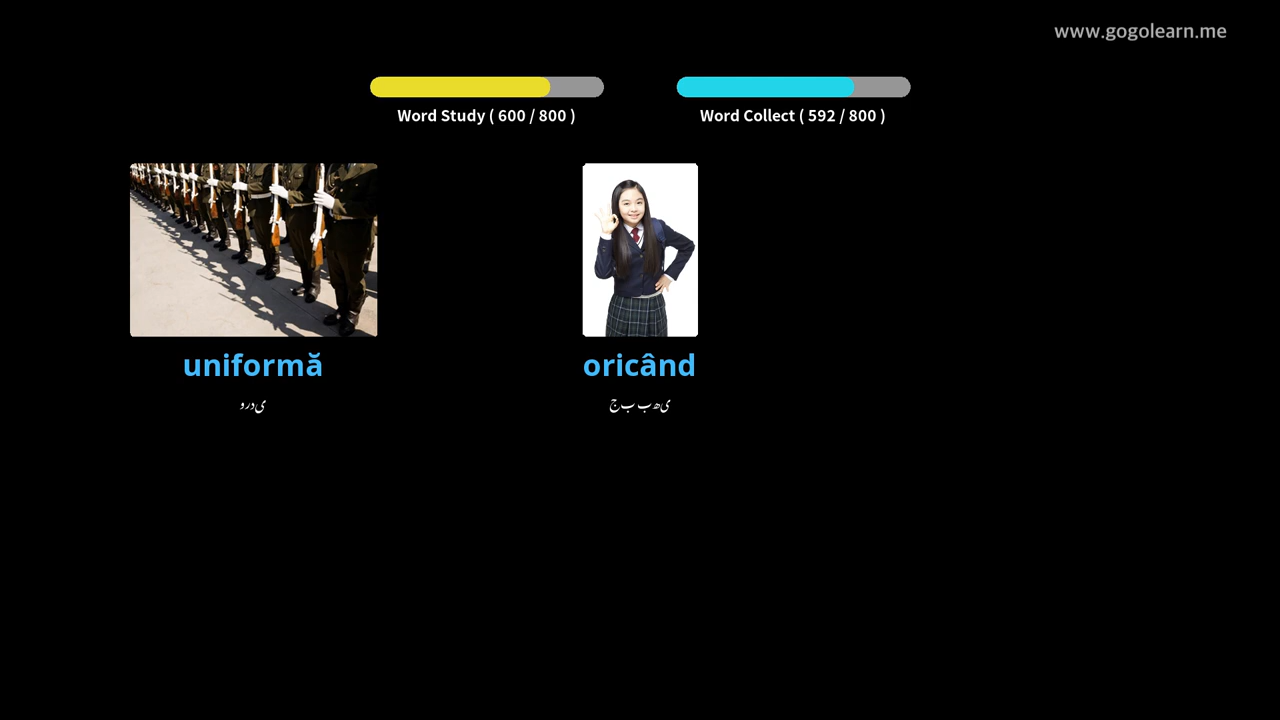 www.gogolearn.me
Word Study ( 600 / 800 )
Word Collect ( 592 / 800 )
uniformă
وردی
oricând
جب بھی